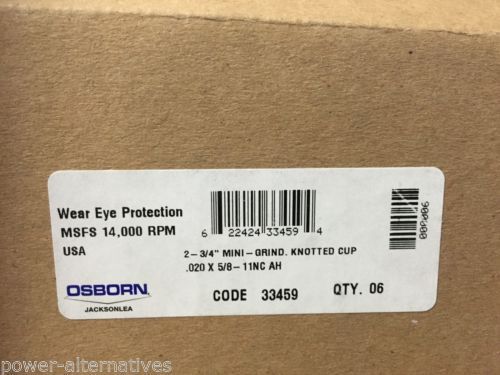 Wear Eye Protection
MSFS 14,000 RPM
USA
6 22424 33459 4
2-3/4" MINI-GRIND. KNOTTED CUP
.020 X 5/8-11NC AH
OSBORN
JACKSONLEA
CODE 33459
QTY. 06
900006
power-alternatives